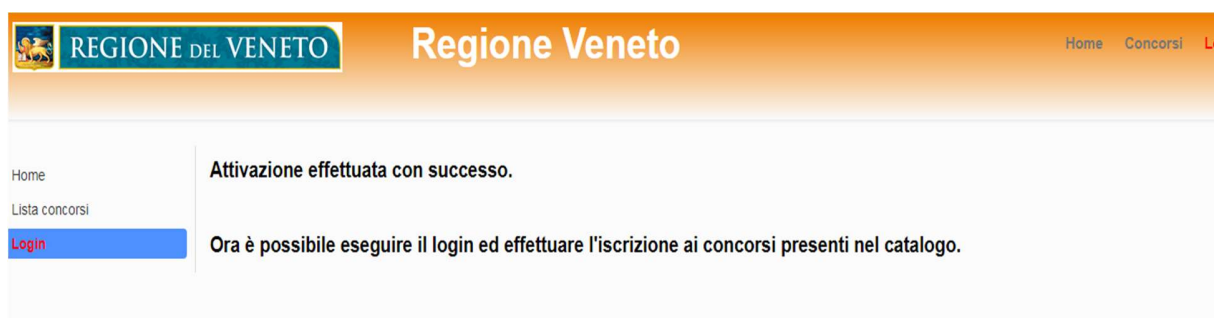 REGIONE DEL VENETO
Regione Veneto
Home Concorsi
Home
Lista concorsi
Login
Attivazione effettuata con successo.
Ora è possibile eseguire il login ed effettuare l'iscrizione ai concorsi presenti nel catalogo.